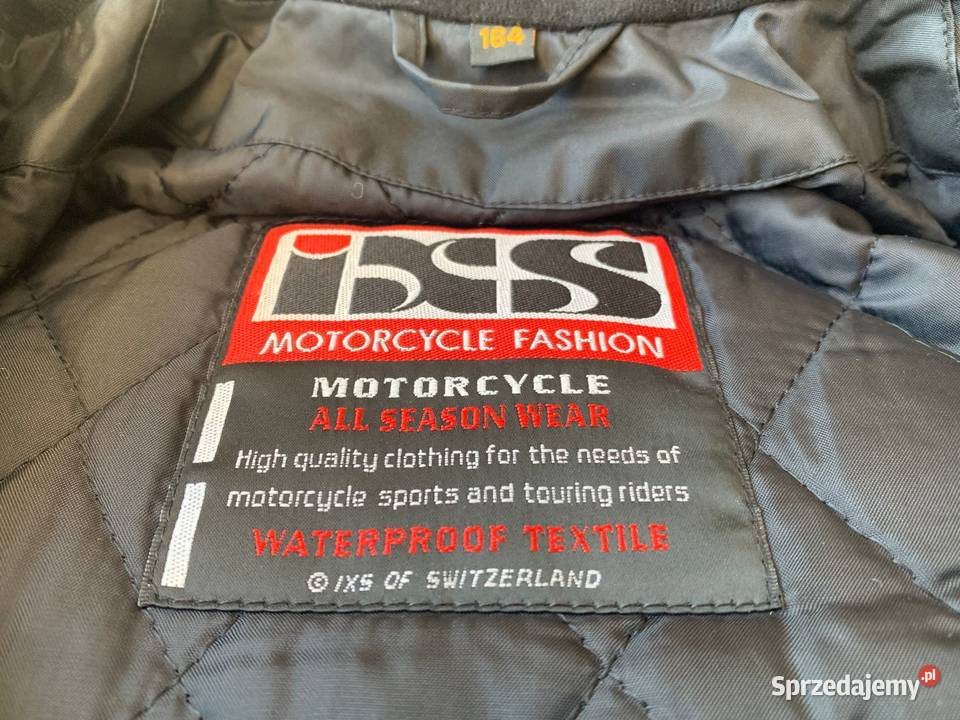 164
iXS
MOTORCYCLE FASHION
MOTORCYCLE
ALL SEASON WEAR
High quality clothing for the needs of
motorcycle sports and touring riders
WATERPROOF TEXTILE
© IXS OF SWITZERLAND
Sprzedajemy.pl